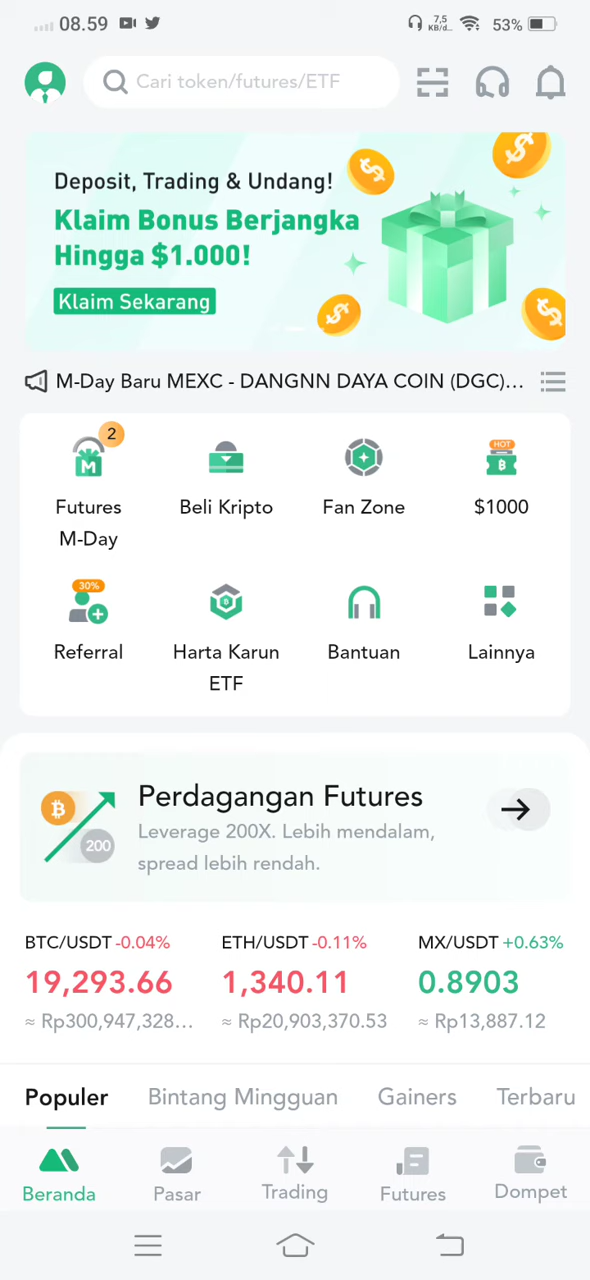 08.59
7,5
KB/d...
53%
Cari token/futures/ETF
Deposit, Trading & Undang!
Klaim Bonus Berjangka
Hingga $1.000!
Klaim Sekarang
M-Day Baru MEXC - DANGNN DAYA COIN (DGC)...
2
HOT
Futures
M-Day
Beli Kripto
Fan Zone
$1000
30%
Referral
Harta Karun
ETF
Bantuan
Lainnya
Perdagangan Futures
Leverage 200X. Lebih mendalam,
spread lebih rendah.
200
BTC/USDT -0.04%
ETH/USDT -0.11%
MX/USDT +0.63%
19,293.66
1,340.11
0.8903
≈ Rp300,947,328...
≈ Rp20,903,370.53
≈ Rp13,887.12
Populer
Bintang Mingguan
Gainers
Terbaru
Beranda
Pasar
Trading
Futures
Dompet